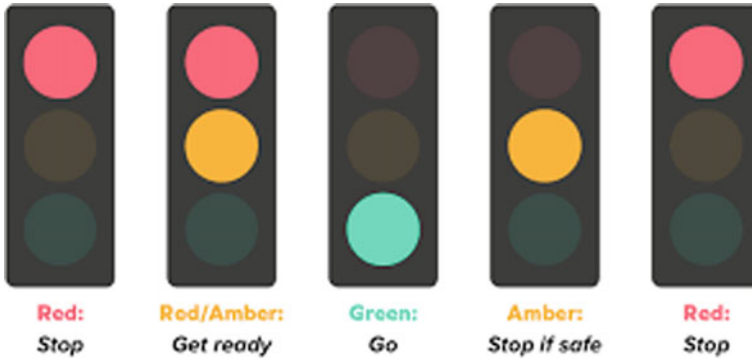 Red:
Stop
Red/Amber:
Get ready
Green:
Go
Amber:
Stop if safe
Red:
Stop